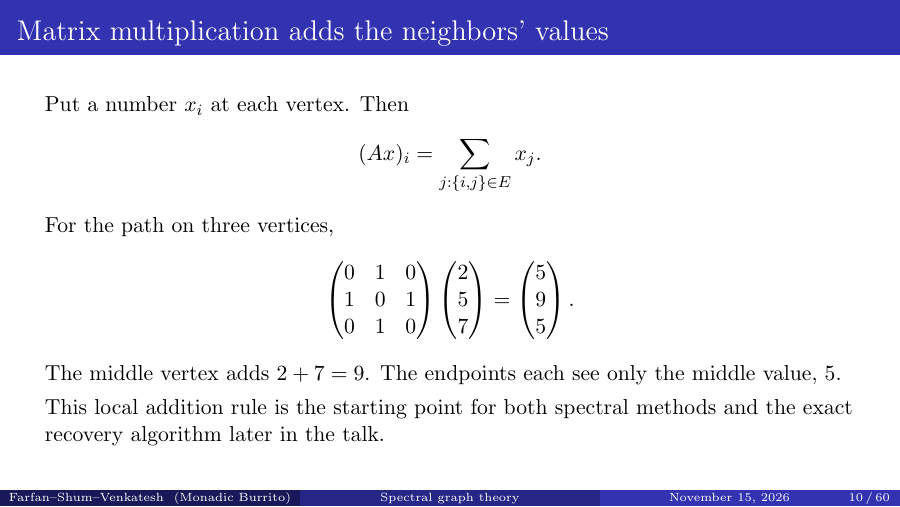 Matrix multiplication adds the neighbors' values
Put a number x_i at each vertex. Then
(Ax)_i = ∑_{j:{i,j}∈E} x_j.
For the path on three vertices,
\begin{pmatrix} 0 & 1 & 0 \\ 1 & 0 & 1 \\ 0 & 1 & 0 \end{pmatrix} \begin{pmatrix} 2 \\ 5 \\ 7 \end{pmatrix} = \begin{pmatrix} 5 \\ 9 \\ 5 \end{pmatrix}.
The middle vertex adds 2 + 7 = 9. The endpoints each see only the middle value, 5.
This local addition rule is the starting point for both spectral methods and the exact
recovery algorithm later in the talk.
Farfan–Shum–Venkatesh (Monadic Burrito) Spectral graph theory November 15, 2026 10 / 60